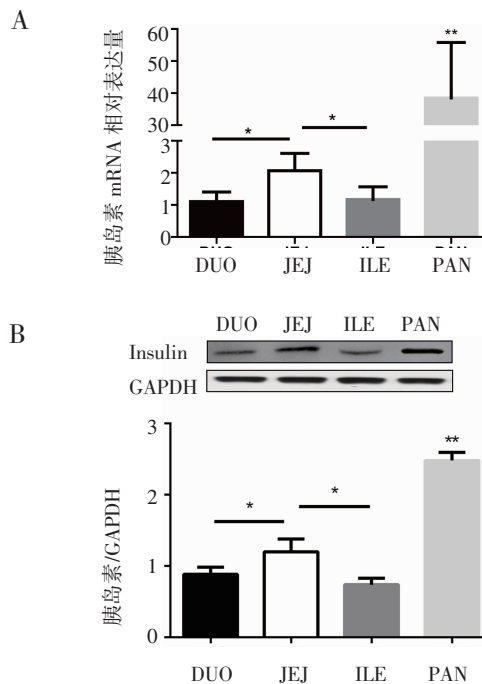 A
胰岛素 mRNA 相对表达量
60
50
40
30
3
2
1
0
*
*
**
DUO JEJ ILE PAN
B
DUO JEJ ILE PAN
Insulin
GAPDH
胰岛素/GAPDH
3
2
1
0
*
*
**
DUO JEJ ILE PAN